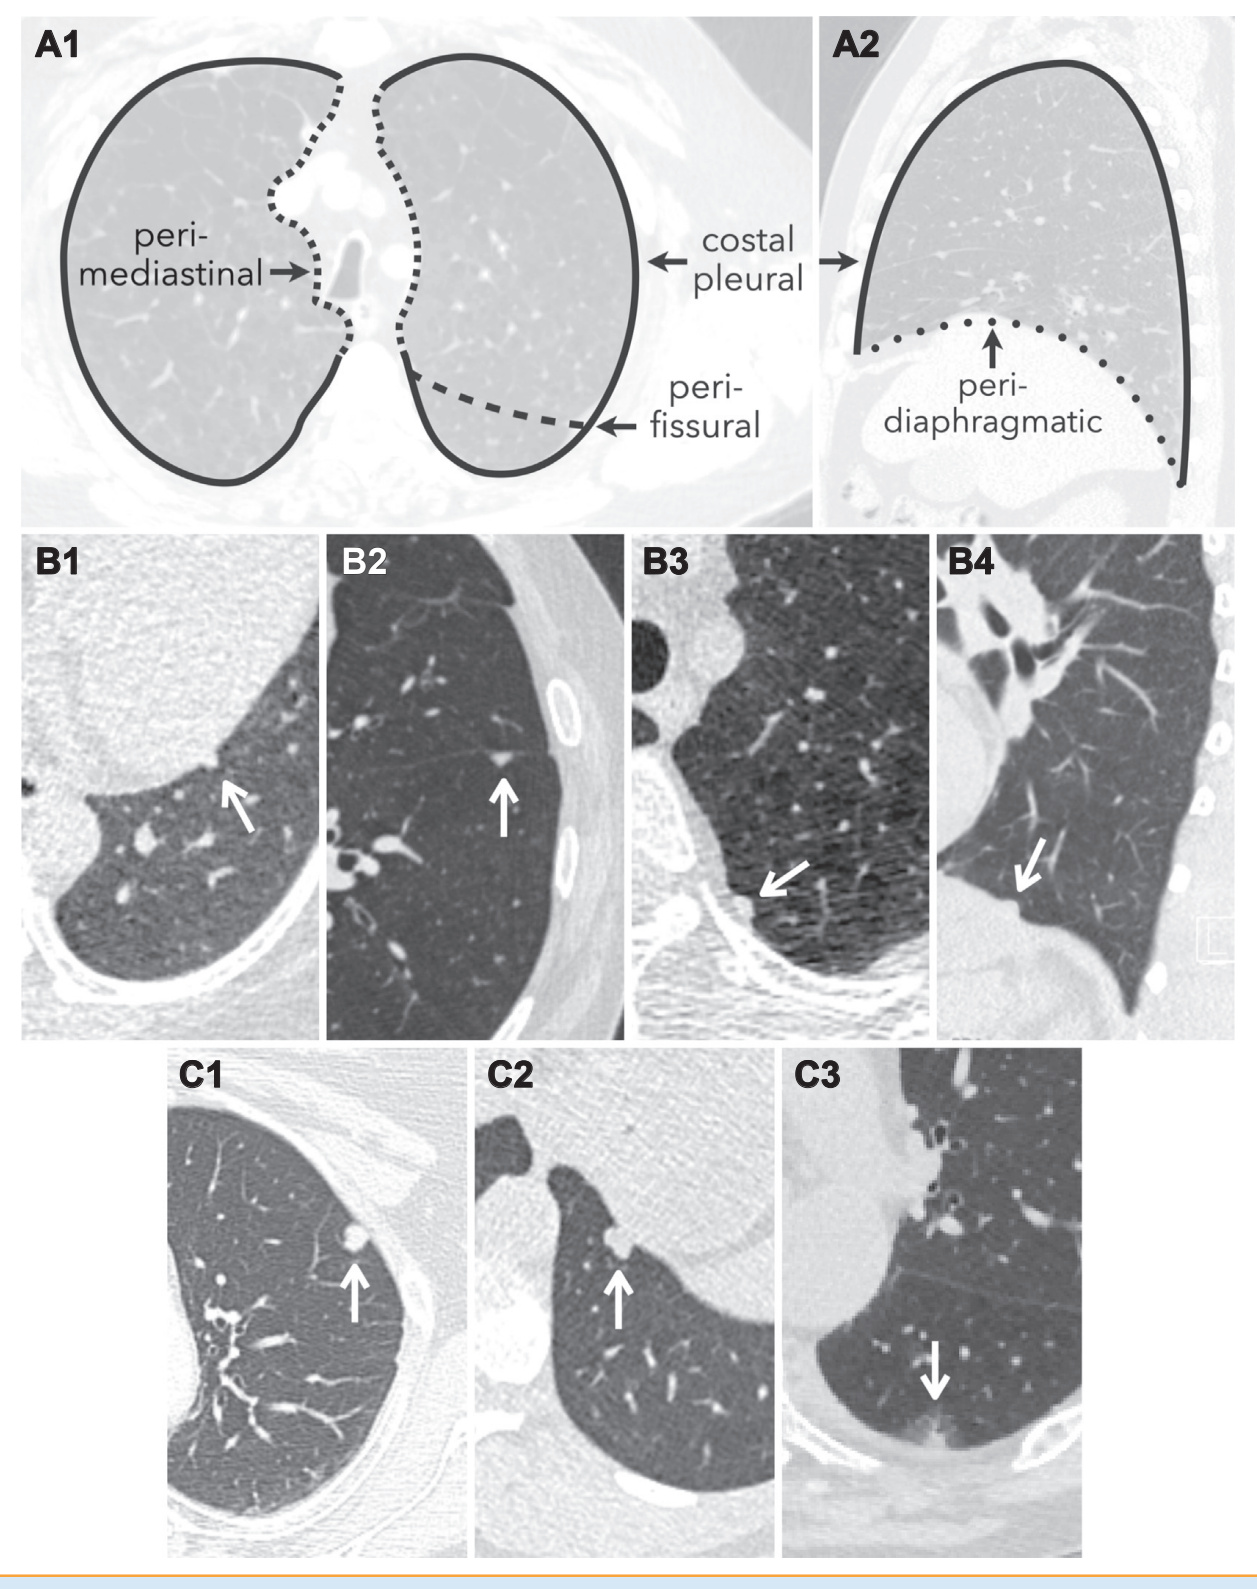 A1
A2
peri-
mediastinal
costal
pleural
peri-
fissural
peri-
diaphragmatic
B1
B2
B3
B4
C1
C2
C3